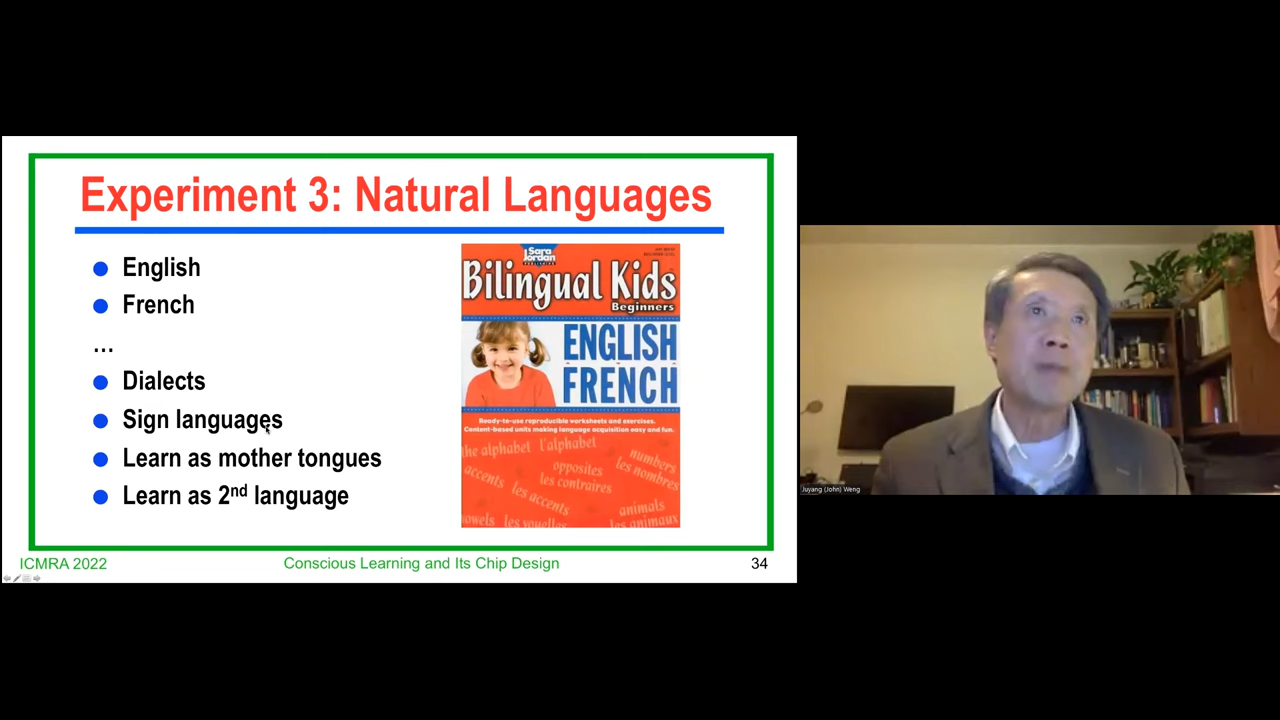 Experiment 3: Natural Languages
English
French
...
Dialects
Sign languages
Learn as mother tongues
Learn as 2nd language
Sara
Jordan
Bilingual Kids
Beginners
ENGLISH
FRENCH
Ready-to-use reproducible worksheets and exercises.
Content-based units making language acquisition easy and fun.
the alphabet l'alphabet
opposites
les contraires
numbers
les nombres
accents
les accents
animals
les animaux
vowels les voyelles
ICMRA 2022
Conscious Learning and Its Chip Design
34
Juyang (John) Weng